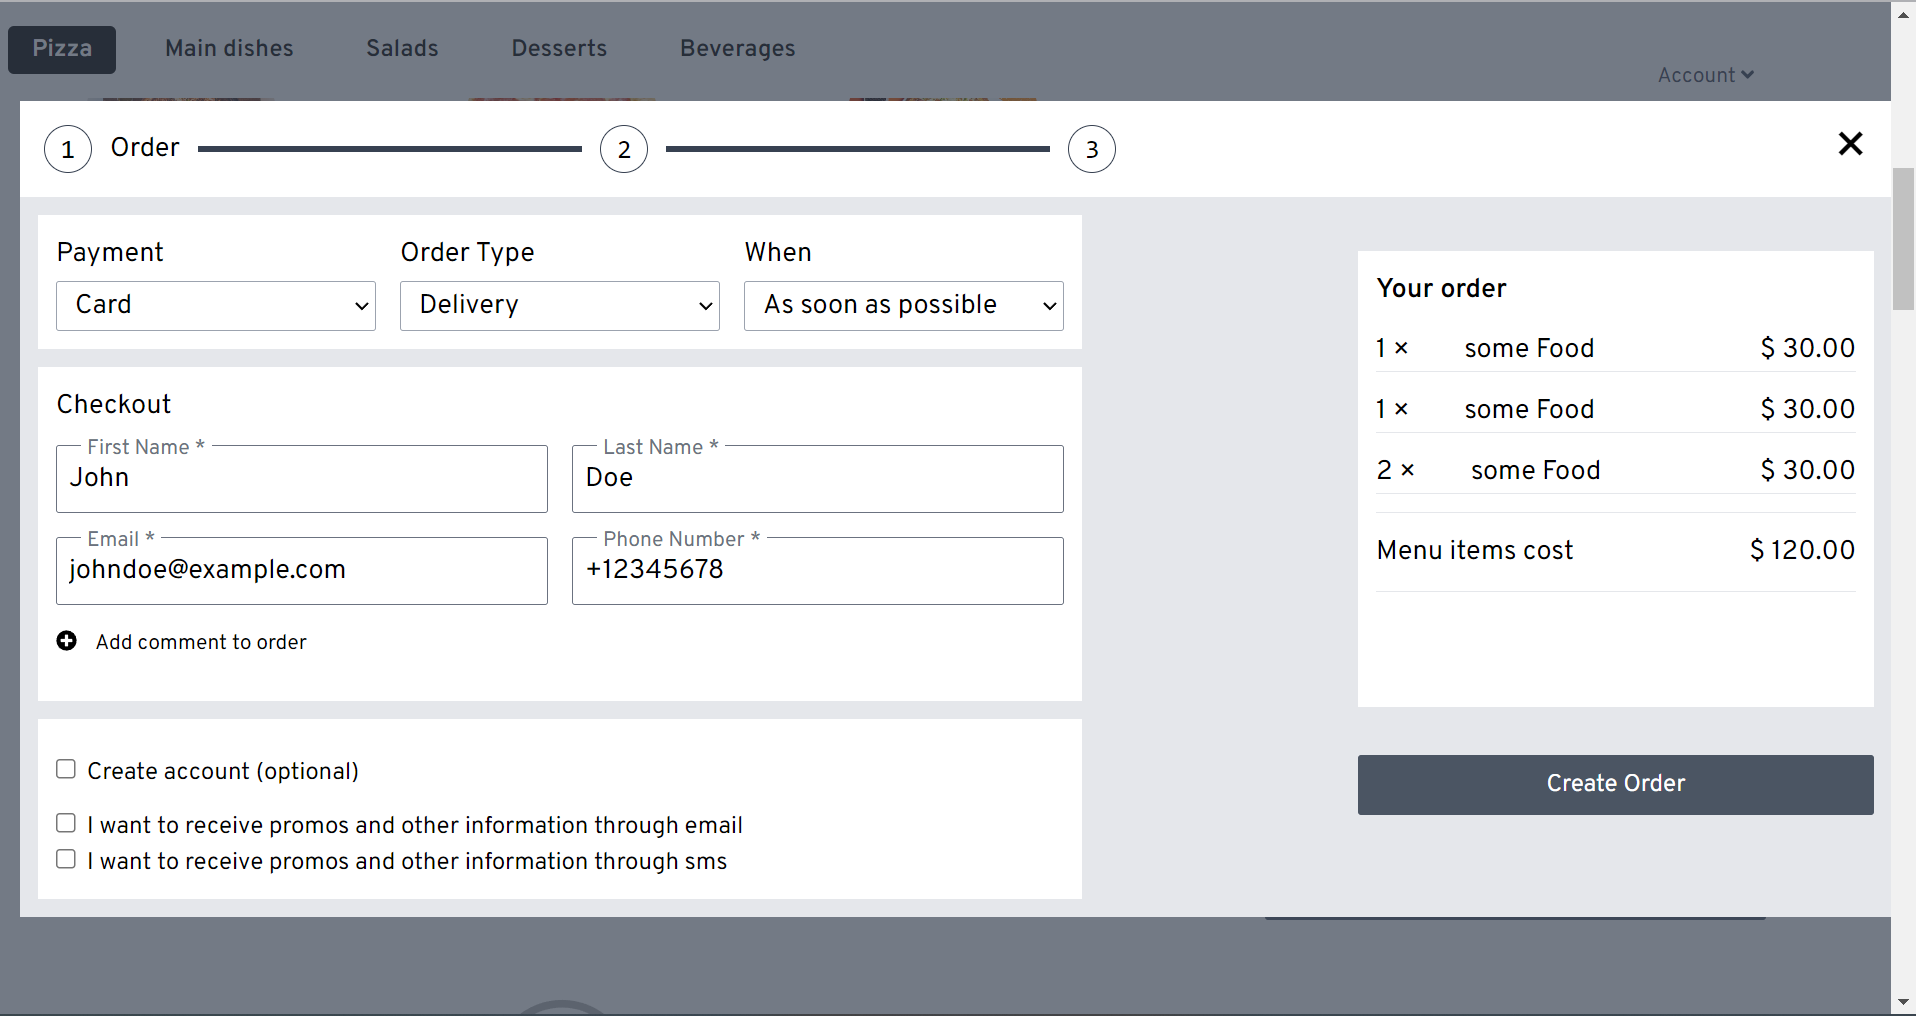 Pizza Main dishes Salads Desserts Beverages
Account
1 Order 2 3
Payment Order Type When
Card Delivery As soon as possible
Checkout
First Name * Last Name *
John Doe
Email * Phone Number *
johndoe@example.com +12345678
Add comment to order
Create account (optional)
I want to receive promos and other information through email
I want to receive promos and other information through sms
Your order
1 × some Food $ 30.00
1 × some Food $ 30.00
2 × some Food $ 30.00
Menu items cost $ 120.00
Create Order